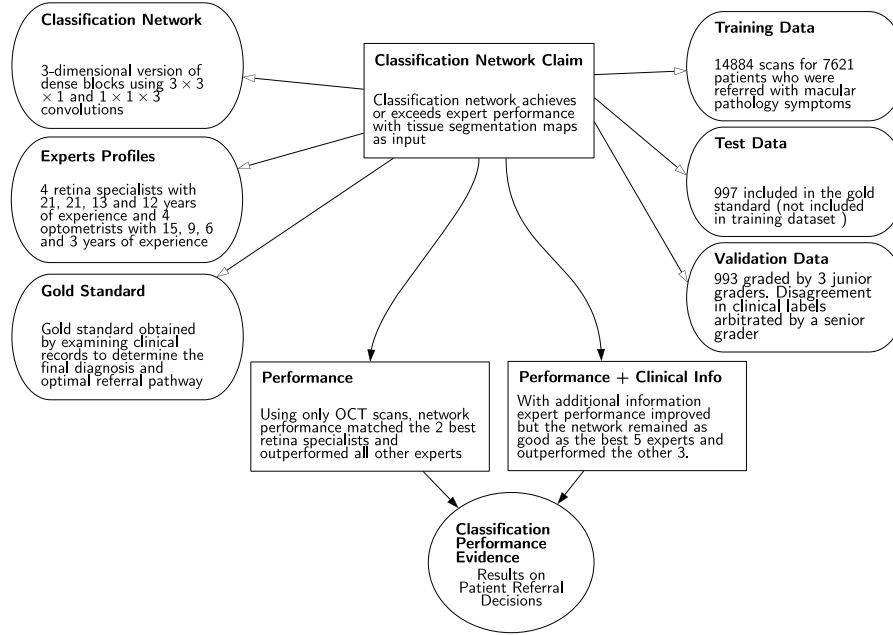 Classification Network
3-dimensional version of
dense blocks using 3 × 3
× 1 and 1 × 1 × 3
convolutions
Experts Profiles
4 retina specialists with
21, 21, 13 and 12 years
of experience and 4
optometrists with 15, 9, 6
and 3 years of experience
Gold Standard
Gold standard obtained
by examining clinical
records to determine the
final diagnosis and
optimal referral pathway
Classification Network Claim
Classification network achieves
or exceeds expert performance
with tissue segmentation maps
as input
Training Data
14884 scans for 7621
patients who were
referred with macular
pathology symptoms
Test Data
997 included in the gold
standard (not included
in training dataset )
Validation Data
993 graded by 3 junior
graders. Disagreement
in clinical labels
arbitrated by a senior
grader
Performance
Using only OCT scans, network
performance matched the 2 best
retina specialists and
outperformed all other experts
Performance + Clinical Info
With additional information
expert performance improved
but the network remained as
good as the best 5 experts and
outperformed the other 3.
Classification
Performance
Evidence
Results on
Patient Referral
Decisions